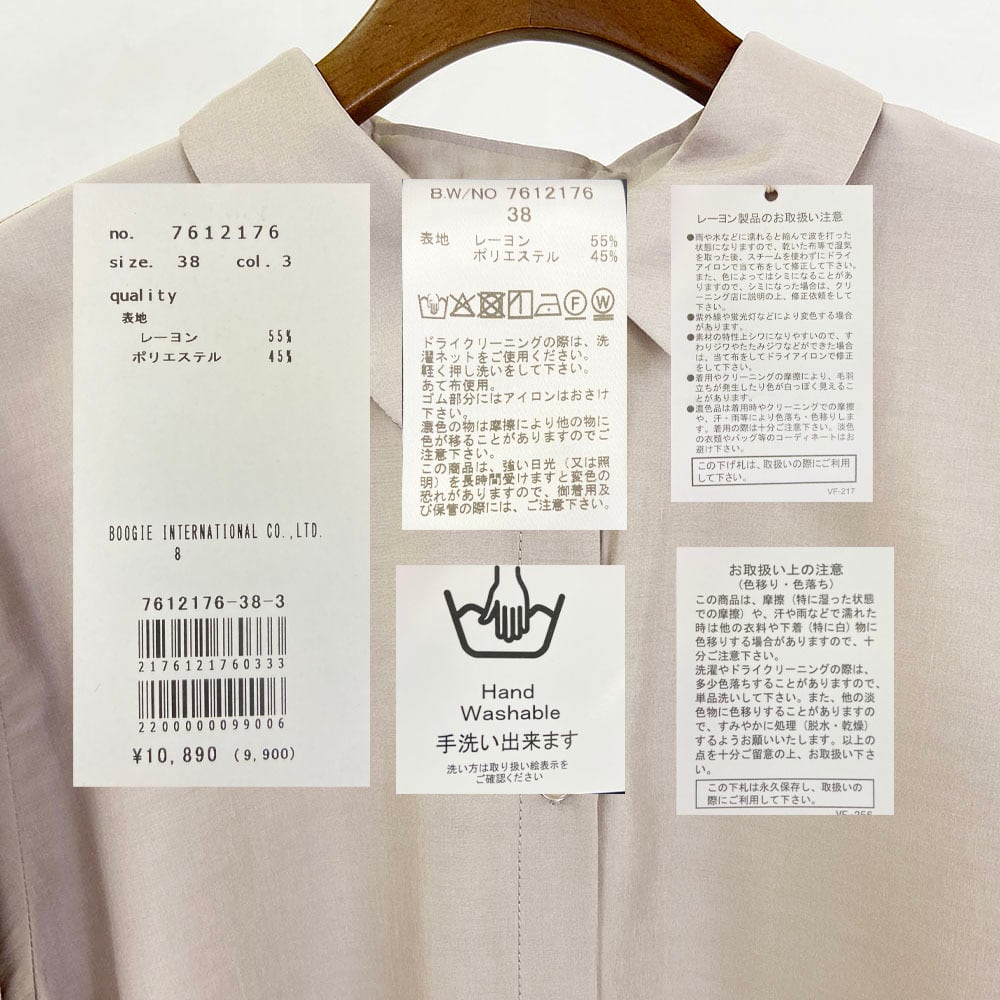 no. 7612176
size. 38 col. 3
quality
表地
レーヨン 55%
ポリエステル 45%
BOOGIE INTERNATIONAL CO.,LTD.
8
7612176-38-3
2176121760333
2200000099006
¥10,890 (9,900)
B.W/NO 7612176
38
表地 レーヨン 55%
ポリエステル 45%
F W
ドライクリーニングの際は、洗
濯ネットをご使用ください。
軽く押し洗いをして下さい。
あて布使用。
ゴム部分にはアイロンはおさけ
下さい。
濃色の物は摩擦により他の物に
色が移ることがありますのでご
注意下さい。
この商品は、強い日光（又は照
明）を長時間受けますと変色の
恐れがありますので、御着用及
び保管の際には、ご注意下さい。
Hand
Washable
手洗い出来ます
洗い方は取り扱い絵表示を
ご確認ください
レーヨン製品のお取扱い注意
●雨や水などに濡れると縮んで波を打った
状態になりますので、乾いた布等で湿気
を取った後、スチームを使わずにドライ
アイロンで当て布をして修正して下さい。
また、色によってはシミになることがあ
りますので、シミになった場合は、クリ
ーニング店に説明の上、修正依頼をして
下さい。
●紫外線や蛍光灯などにより変色する場合
があります。
●素材の特性上シワになりやすいので、す
わりジワやたたみジワなどができた場合
は、当て布をしてドライアイロンで修正
をして下さい。
●着用やクリーニングの摩擦により、毛羽
立ちが発生したり色が白っぽく見えるこ
とがあります。
●濃色品は着用時やクリーニングでの摩擦
や、汗・雨等により色落ち・色移りしま
す。着用の際は十分ご注意下さい。淡色
の衣類やバッグ等のコーディネートはお
避け下さい。
この下げ札は、取扱いの際にご利用
して下さい。
VF-217
お取扱い上の注意
（色移り・色落ち）
この商品は、摩擦（特に湿った状態
での摩擦）や、汗や雨などで濡れた
時は他の衣料や下着（特に白）物に
色移りする場合がありますので、十
分ご注意下さい。
洗濯やドライクリーニングの際は、
多少色落ちすることがありますので、
単品洗いして下さい。また、他の淡
色物に色移りすることがありますの
で、すみやかに処理（脱水・乾燥）
するようお願いいたします。以上の
点を十分ご留意の上、お取扱い下さ
い。
この下札は永久保存し、取扱いの
際にご利用して下さい。
VF-256